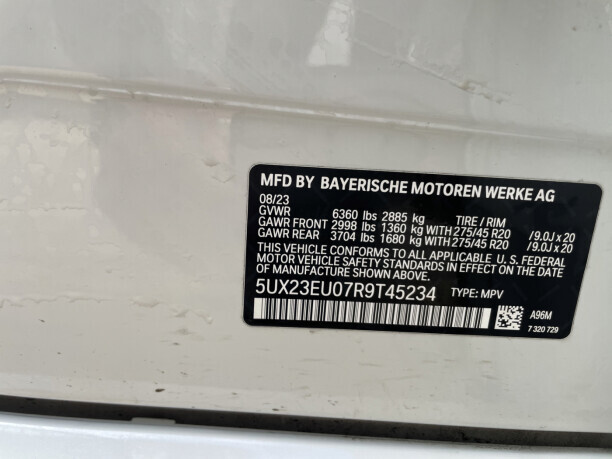 MFD BY BAYERISCHE MOTOREN WERKE AG
08/23
GVWR 6360 lbs 2885 kg TIRE / RIM
GAWR FRONT 2998 lbs 1360 kg WITH 275/45 R20 /9.0J x 20
GAWR REAR 3704 lbs 1680 kg WITH 275/45 R20 /9.0J x 20
THIS VEHICLE CONFORMS TO ALL APPLICABLE U. S. FEDERAL
MOTOR VEHICLE SAFETY STANDARDS IN EFFECT ON THE
DATE OF MANUFACTURE SHOWN ABOVE.
5UX23EU07R9T45234 TYPE: MPV
A96M
7 320 729